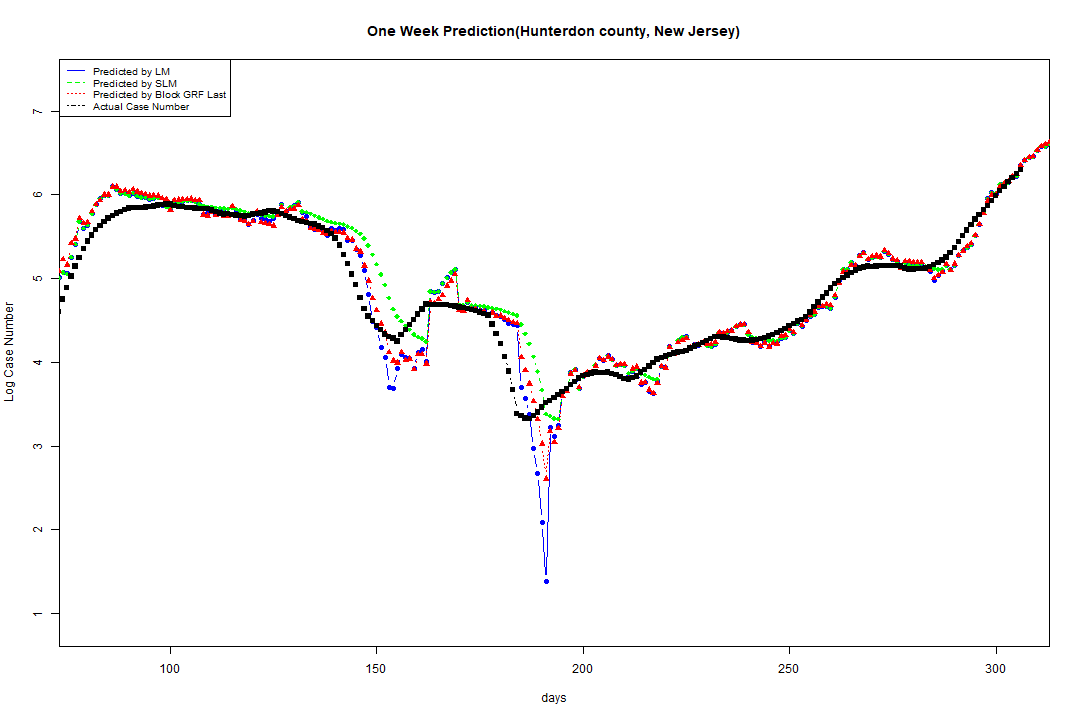 One Week Prediction(Hunterdon county, New Jersey)
Predicted by LM
Predicted by SLM
Predicted by Block GRF Last
Actual Case Number
Log Case Number
7
6
5
4
3
2
1
100 150 200 250 300
days